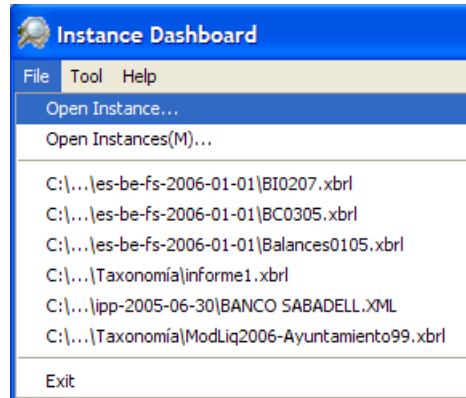 Instance Dashboard
File Tool Help
Open Instance...
Open Instances(M)...
C:\...\es-be-fs-2006-01-01\BI0207.xbrl
C:\...\es-be-fs-2006-01-01\BC0305.xbrl
C:\...\es-be-fs-2006-01-01\Balances0105.xbrl
C:\...\Taxonomía\informe1.xbrl
C:\...\ipp-2005-06-30\BANCO SABADELL.XML
C:\...\Taxonomía\ModLiq2006-Ayuntamiento99.xbrl
Exit